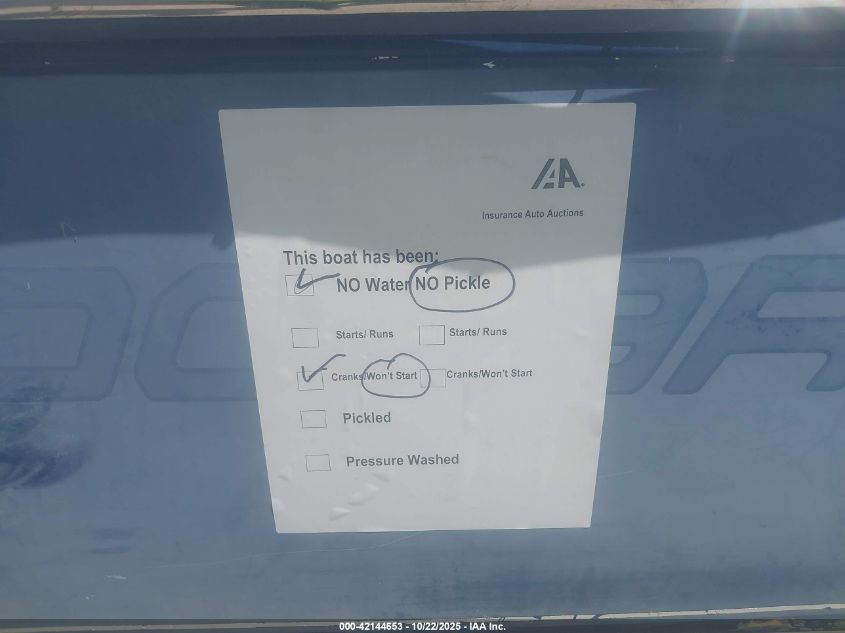 IAA
Insurance Auto Auctions
This boat has been:
NO Water NO Pickle
Starts/ Runs Starts/ Runs
Cranks/Won't Start Cranks/Won't Start
Pickled
Pressure Washed
000-42144653 - 10/22/2025 - IAA Inc.